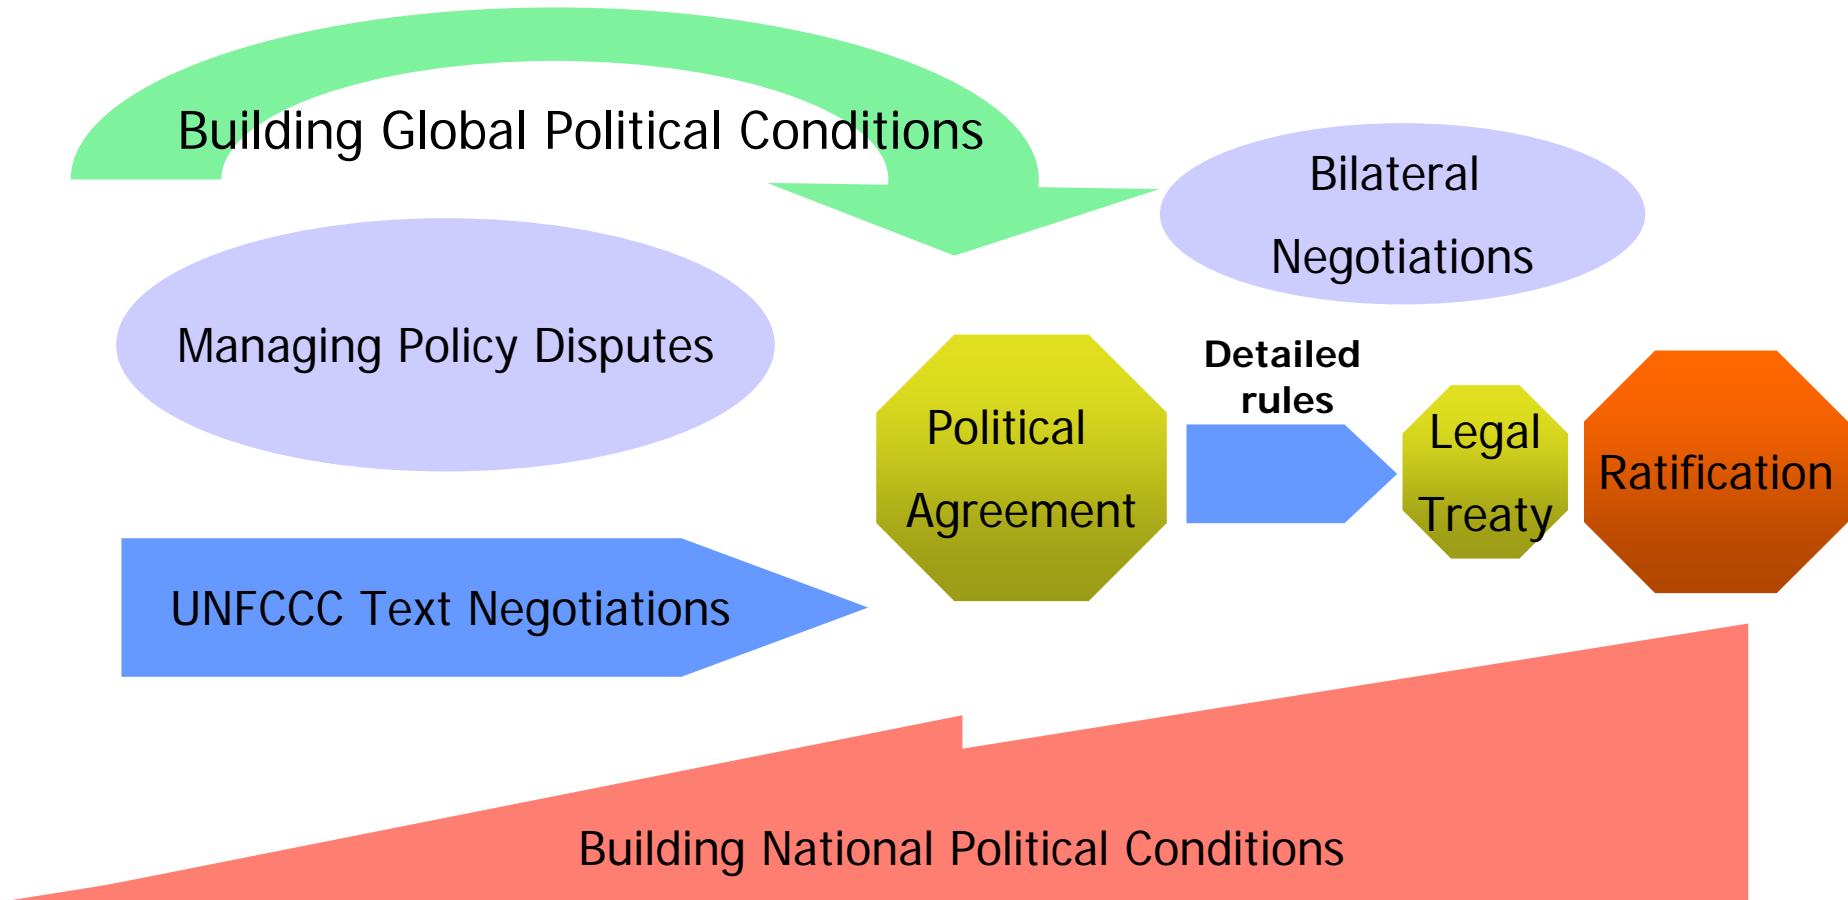 Building Global Political Conditions
Bilateral
Negotiations
Managing Policy Disputes
Detailed
rules
Political
Agreement
Legal
Treaty
Ratification
UNFCCC Text Negotiations
Building National Political Conditions